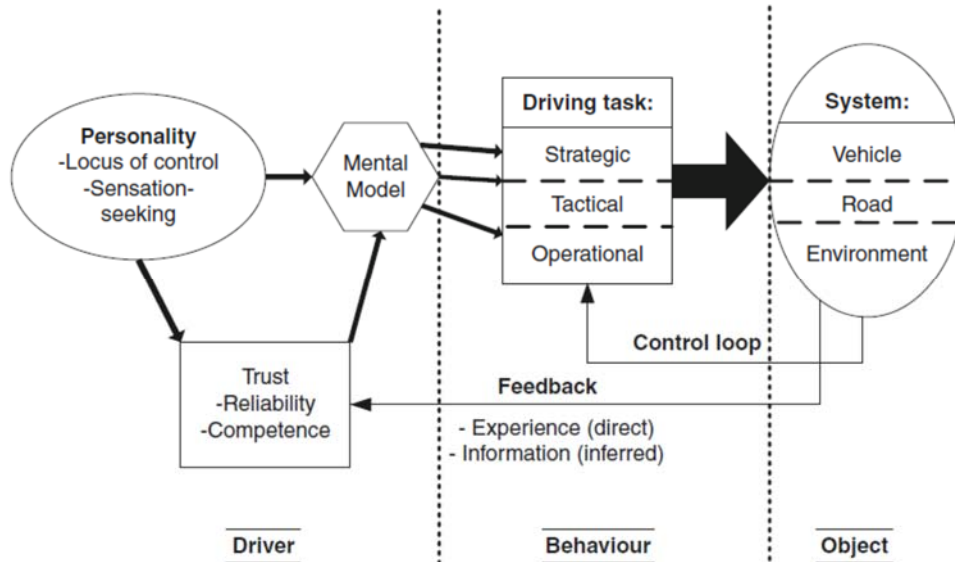 Personality
-Locus of control
-Sensation-
seeking
Mental
Model
Trust
-Reliability
-Competence
Driving task:
Strategic
Tactical
Operational
System:
Vehicle
Road
Environment
Control loop
Feedback
- Experience (direct)
- Information (inferred)
Driver
Behaviour
Object